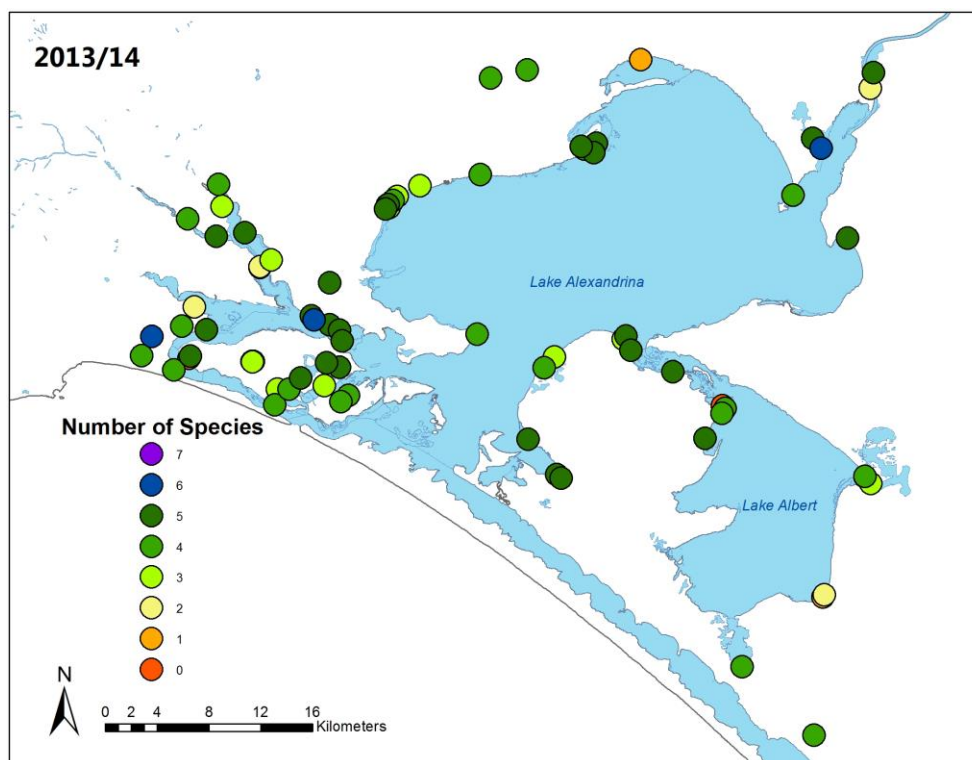 2013/14
Lake Alexandrina
Number of Species
7
6
5
4
3
2
1
0
Lake Albert
N
0 2 4 8 12 16
Kilometers